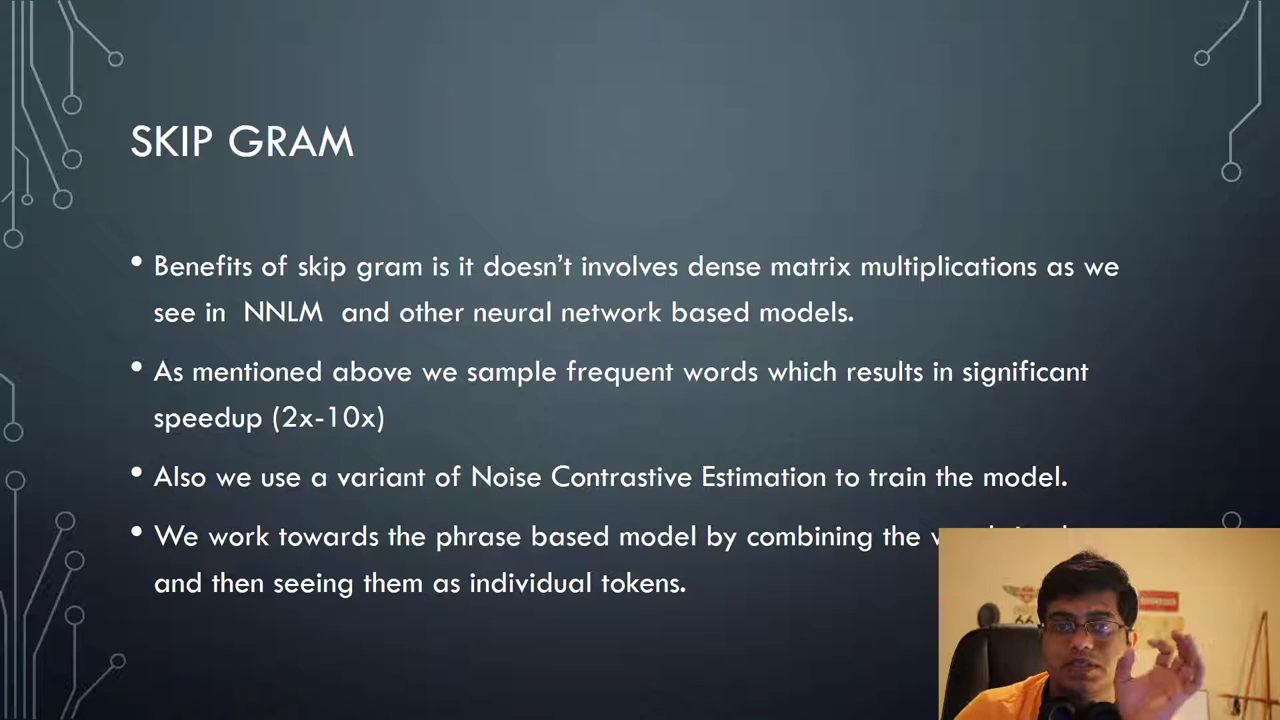 SKIP GRAM
• Benefits of skip gram is it doesn't involves dense matrix multiplications as we
see in NNLM and other neural network based models.
• As mentioned above we sample frequent words which results in significant
speedup (2x-10x)
• Also we use a variant of Noise Contrastive Estimation to train the model.
• We work towards the phrase based model by combining the
and then seeing them as individual tokens.
66